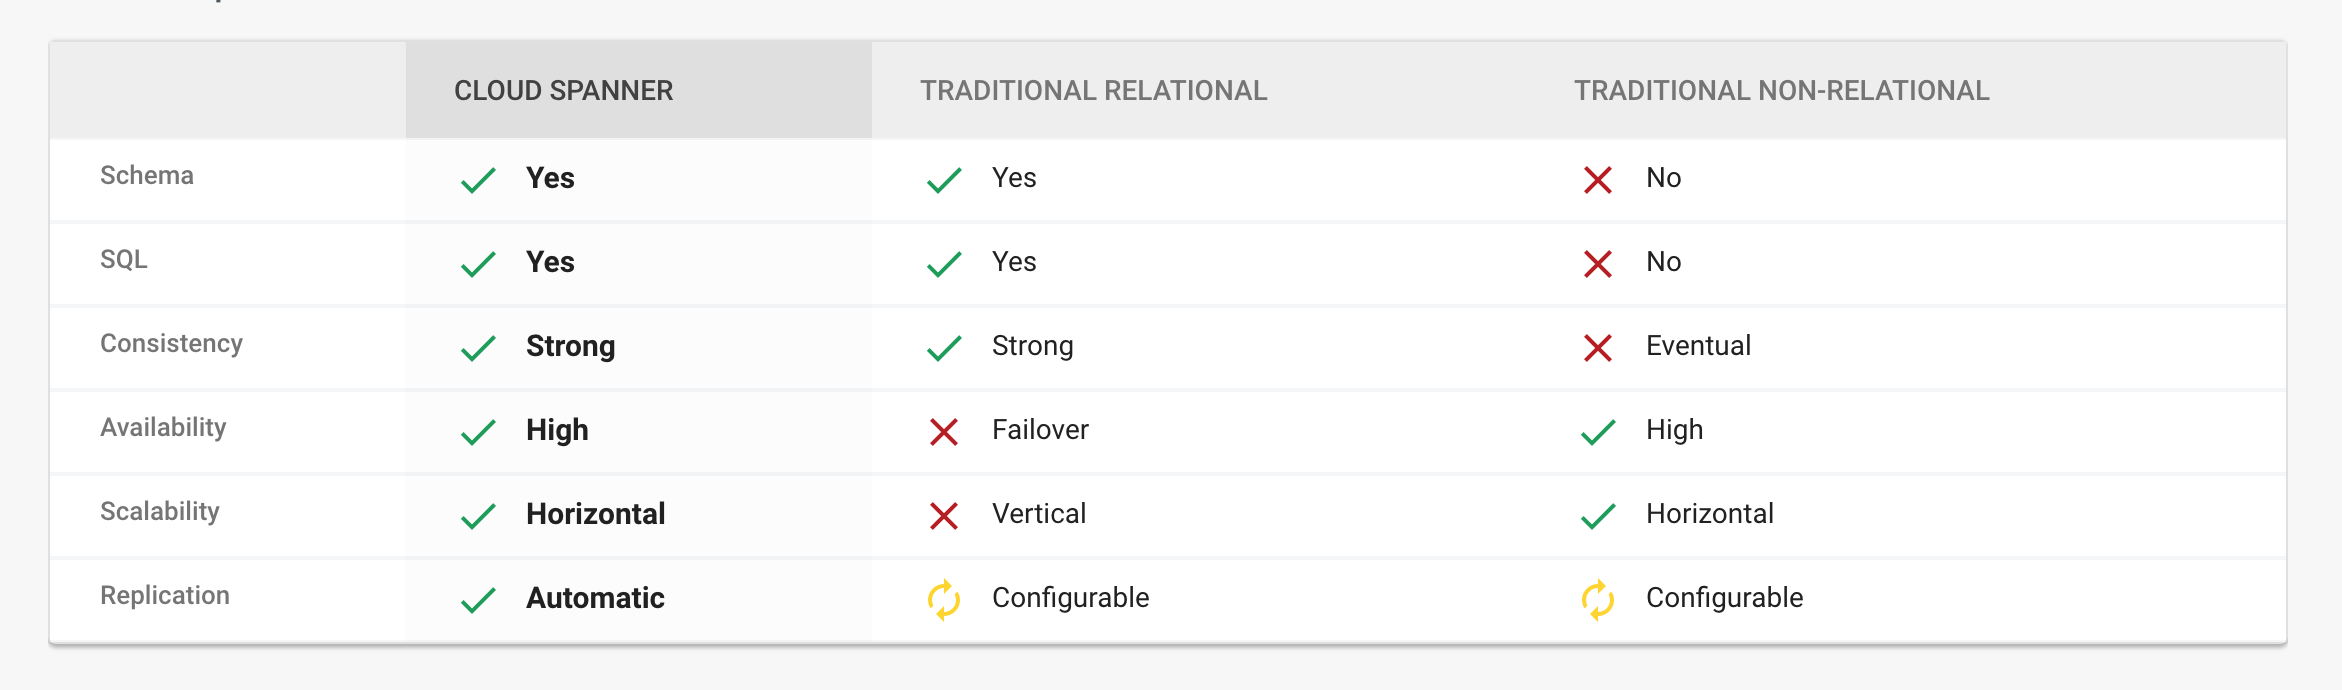 CLOUD SPANNER TRADITIONAL RELATIONAL TRADITIONAL NON-RELATIONAL
Schema Yes Yes No
SQL Yes Yes No
Consistency Strong Strong Eventual
Availability High Failover High
Scalability Horizontal Vertical Horizontal
Replication Automatic Configurable Configurable